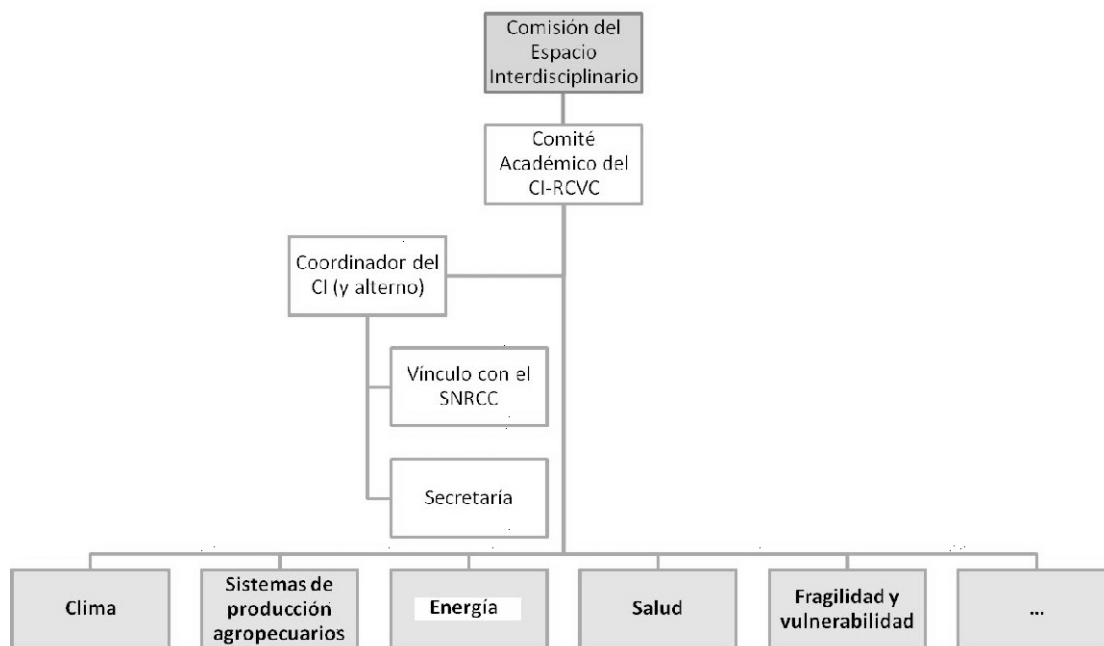 Comisión del
Espacio
Interdisciplinario
Comité
Académico del
CI-RCVC
Coordinador del
CI (y alterno)
Vínculo con el
SNRCC
Secretaría
Clima
Sistemas de
producción
agropecuarios
Energía
Salud
Fragilidad y
vulnerabilidad
...